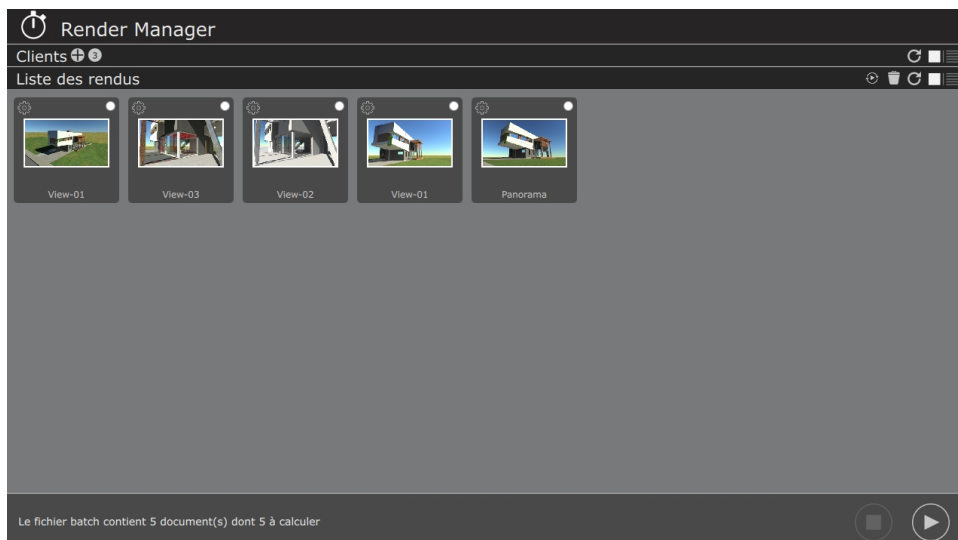 Render Manager
Clients 3
Liste des rendus
View-01 View-03 View-02 View-01 Panorama
Le fichier batch contient 5 document(s) dont 5 à calculer